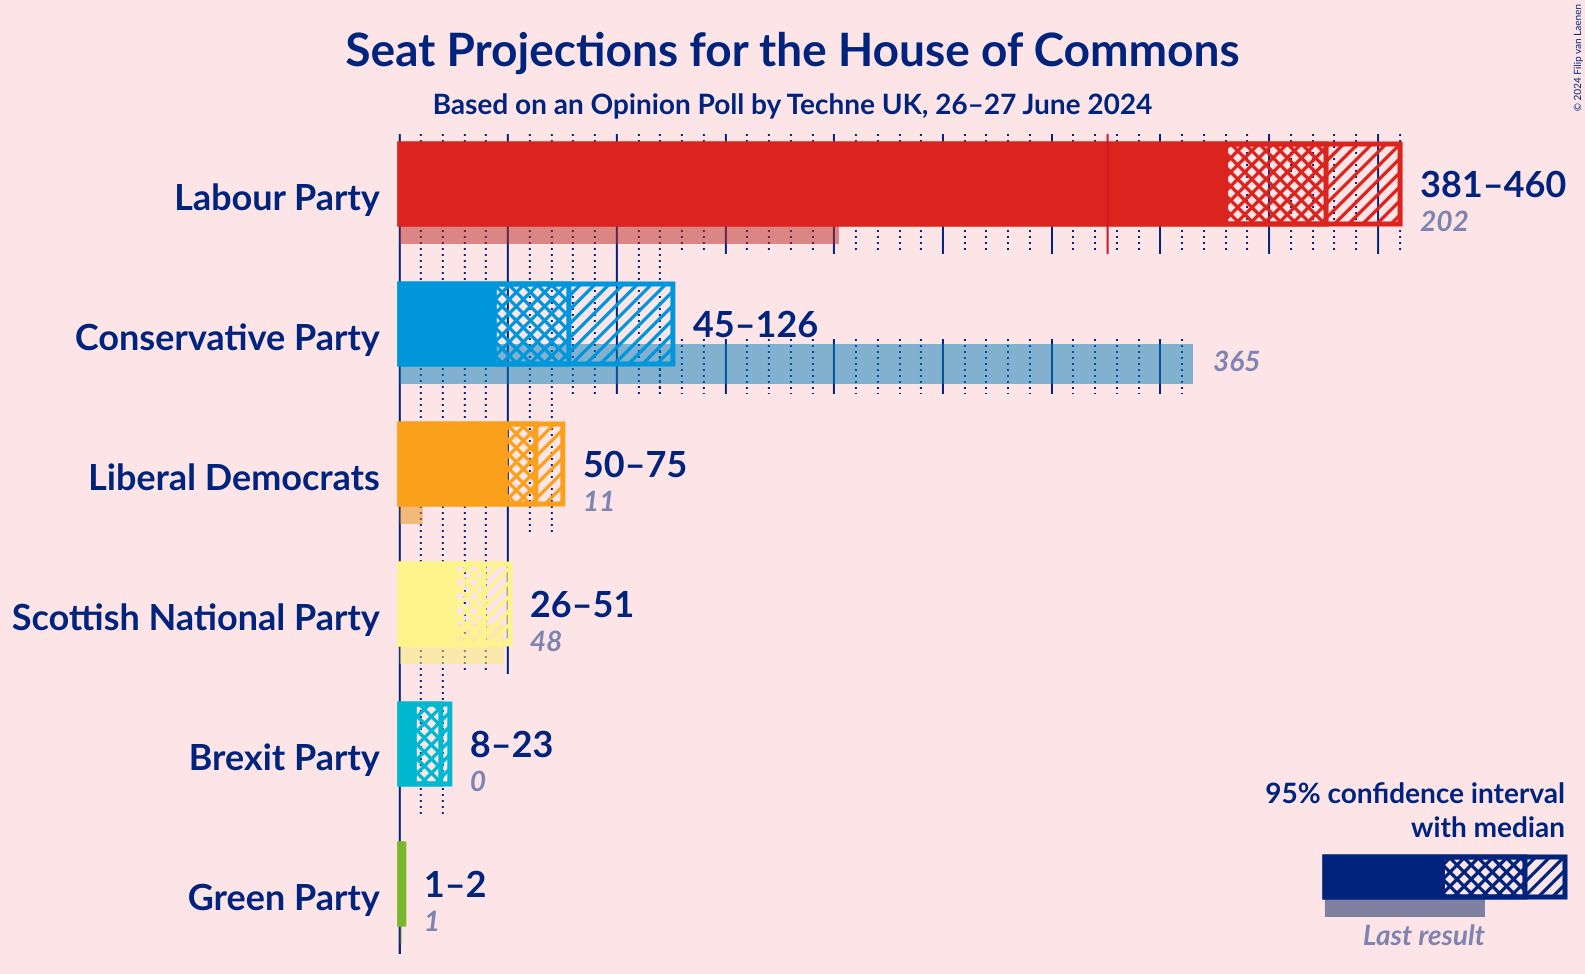 Seat Projections for the House of Commons
Based on an Opinion Poll by Techne UK, 26–27 June 2024
© 2024 Filip van Laenen
Labour Party
381–460
202
Conservative Party
45–126
365
Liberal Democrats
50–75
11
Scottish National Party
26–51
48
Brexit Party
8–23
0
Green Party
1–2
1
95% confidence interval
with median
Last result